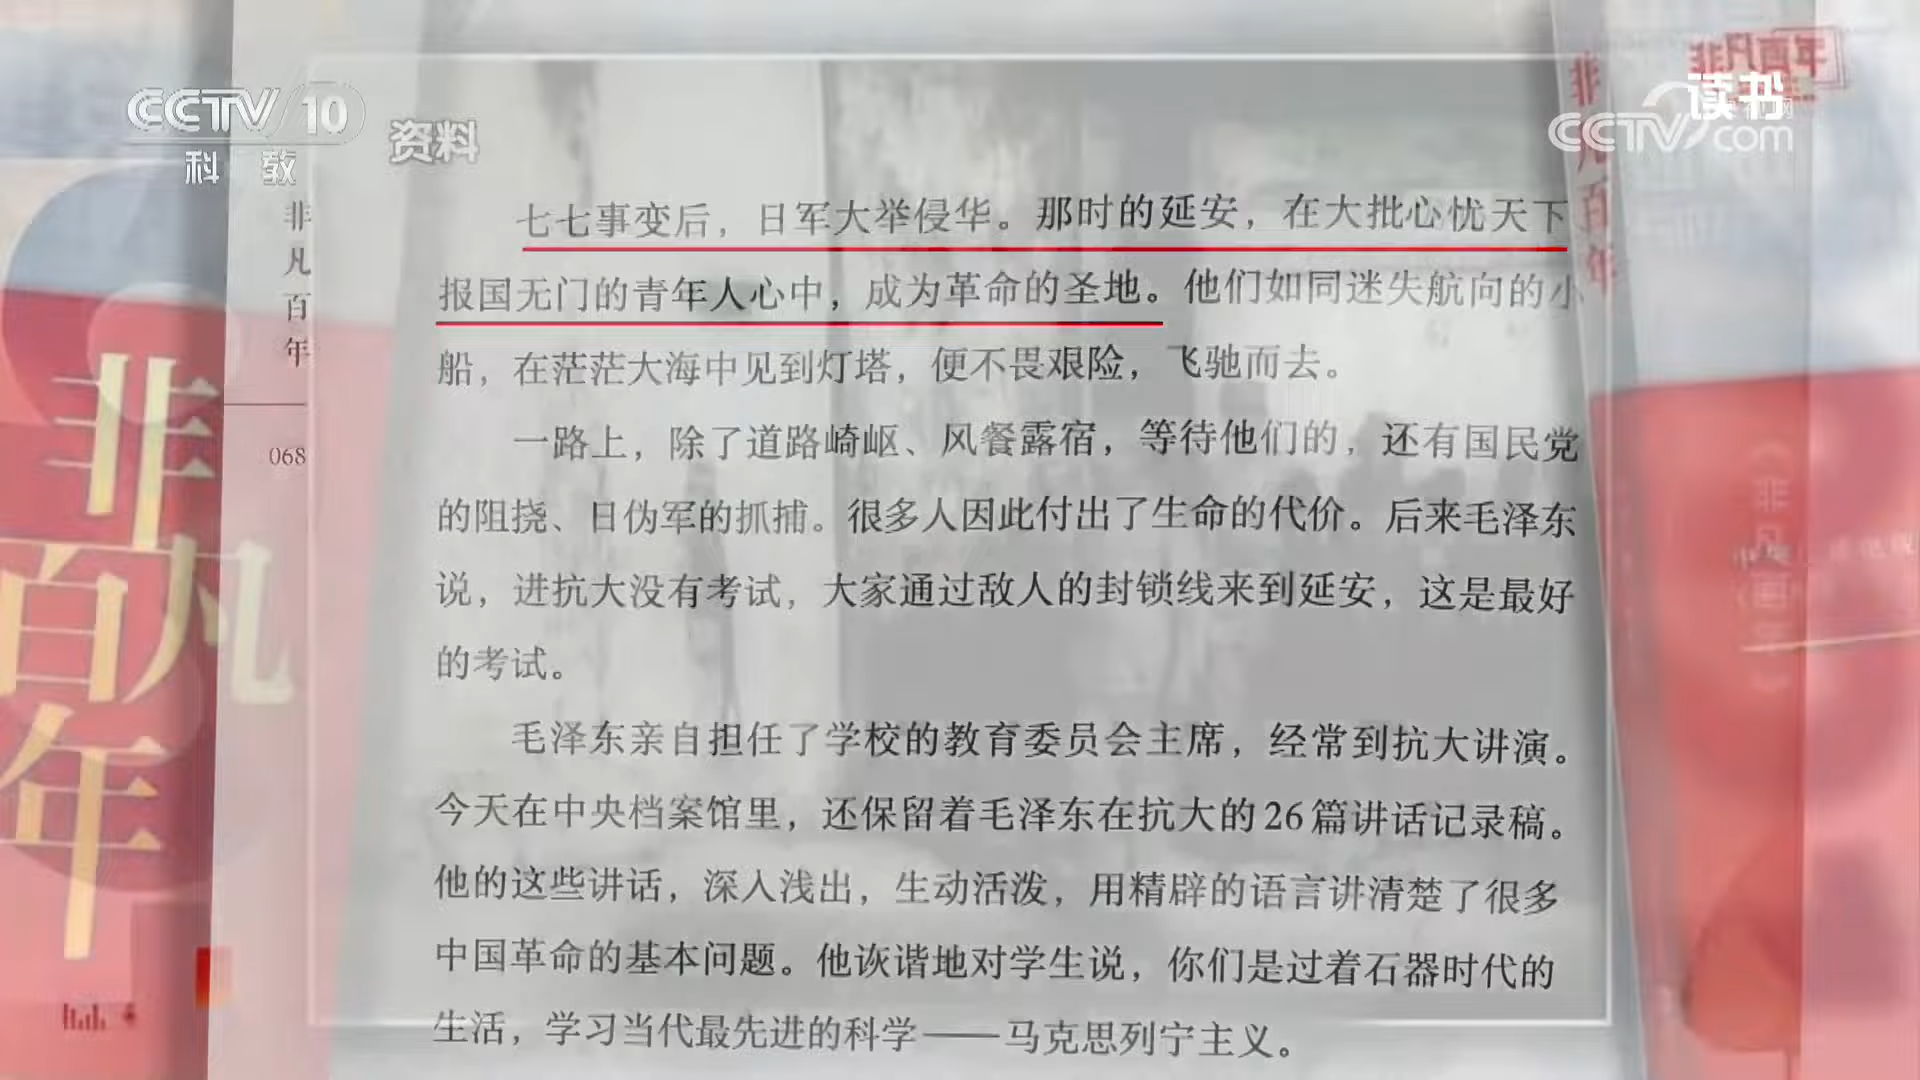 CCTV 10
科教
资料
读书
CCTV.com
非凡百年
非凡百年
068
非凡百年
非凡百年
七七事变后，日军大举侵华。那时的延安，在大批心忧天下
报国无门的青年人心中，成为革命的圣地。他们如同迷失航向的小
船，在茫茫大海中见到灯塔，便不畏艰险，飞驰而去。
一路上，除了道路崎岖、风餐露宿，等待他们的，还有国民党
的阻挠、日伪军的抓捕。很多人因此付出了生命的代价。后来毛泽东
说，进抗大没有考试，大家通过敌人的封锁线来到延安，这是最好
的考试。
毛泽东亲自担任了学校的教育委员会主席，经常到抗大讲演。
今天在中央档案馆里，还保留着毛泽东在抗大的26篇讲话记录稿。
他的这些讲话，深入浅出，生动活泼，用精辟的语言讲清楚了很多
中国革命的基本问题。他诙谐地对学生说，你们是过着石器时代的
生活，学习当代最先进的科学——马克思列宁主义。